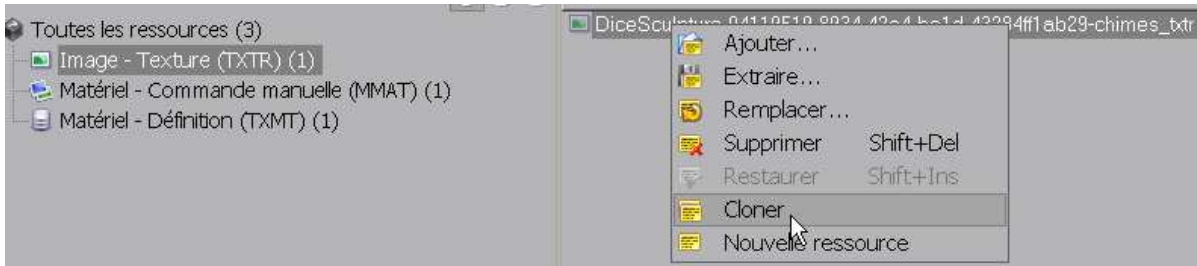 Toutes les ressources (3)
Image - Texture (TXTR) (1)
Matériel - Commande manuelle (MMAT) (1)
Matériel - Définition (TXMT) (1)
Ajouter...
Extraire...
Remplacer...
Supprimer Shift+Del
Restaurer Shift+Ins
Cloner
Nouvelle ressource